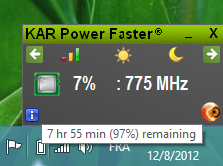 KAR Power Faster®
_ X
7% : 775 MHz
7 hr 55 min (97%) remaining
FRA
12/8/2012